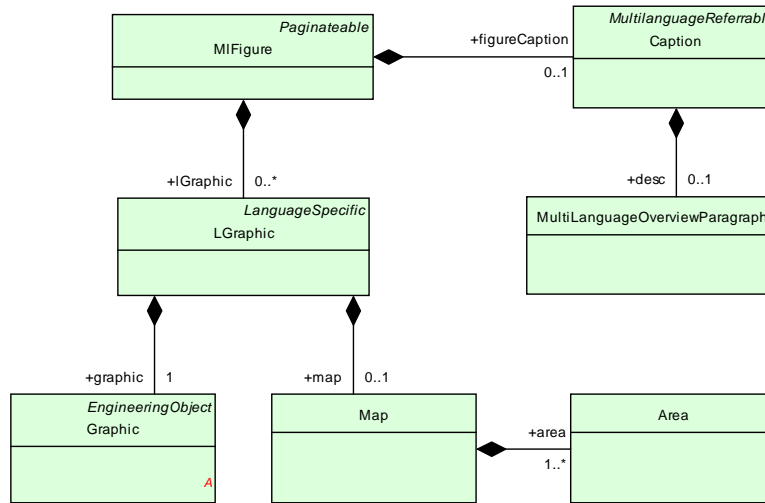 Paginateable
MlFigure
+figureCaption
0..1
MultilanguageReferrabl
Caption
+lGraphic 0..*
+desc 0..1
LanguageSpecific
LGraphic
MultiLanguageOverviewParagraph
+graphic 1
+map 0..1
EngineeringObject
Graphic
A
Map
+area
1..*
Area